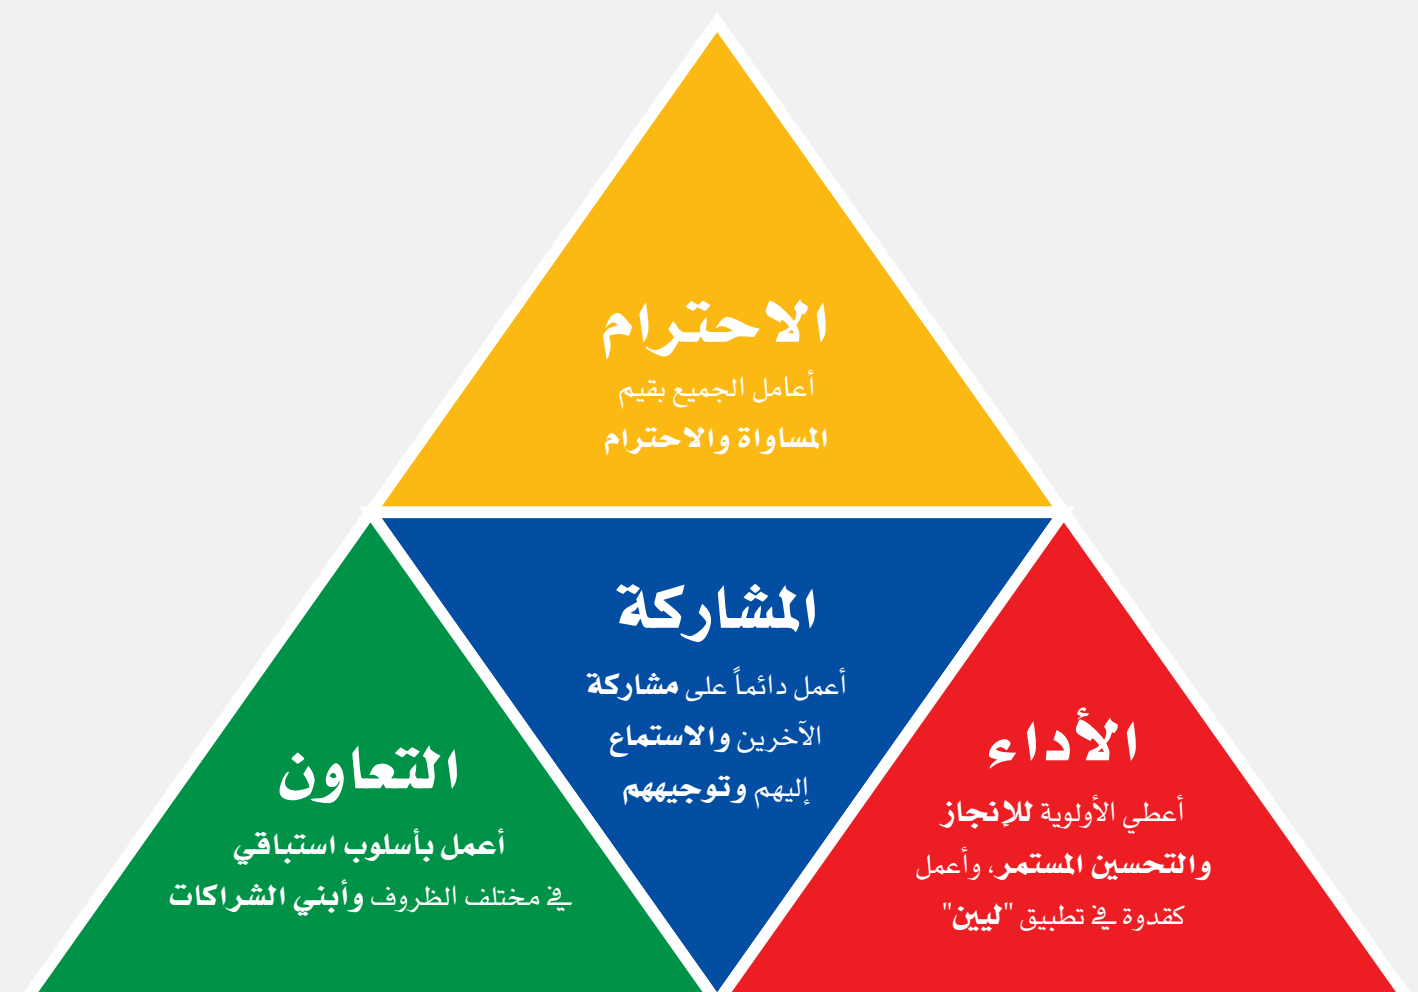 الاحترام
أعامل الجميع بقيم
المساواة والاحترام
المشاركة
أعمل دائماً على مشاركة
الآخرين والاستماع
إليهم وتوجيههم
الأداء
أعطي الأولوية للإنجاز
والتحسين المستمر، وأعمل
كقدوة في تطبيق "ليين"
التعاون
أعمل بأسلوب استباقي
في مختلف الظروف وأبني الشراكات